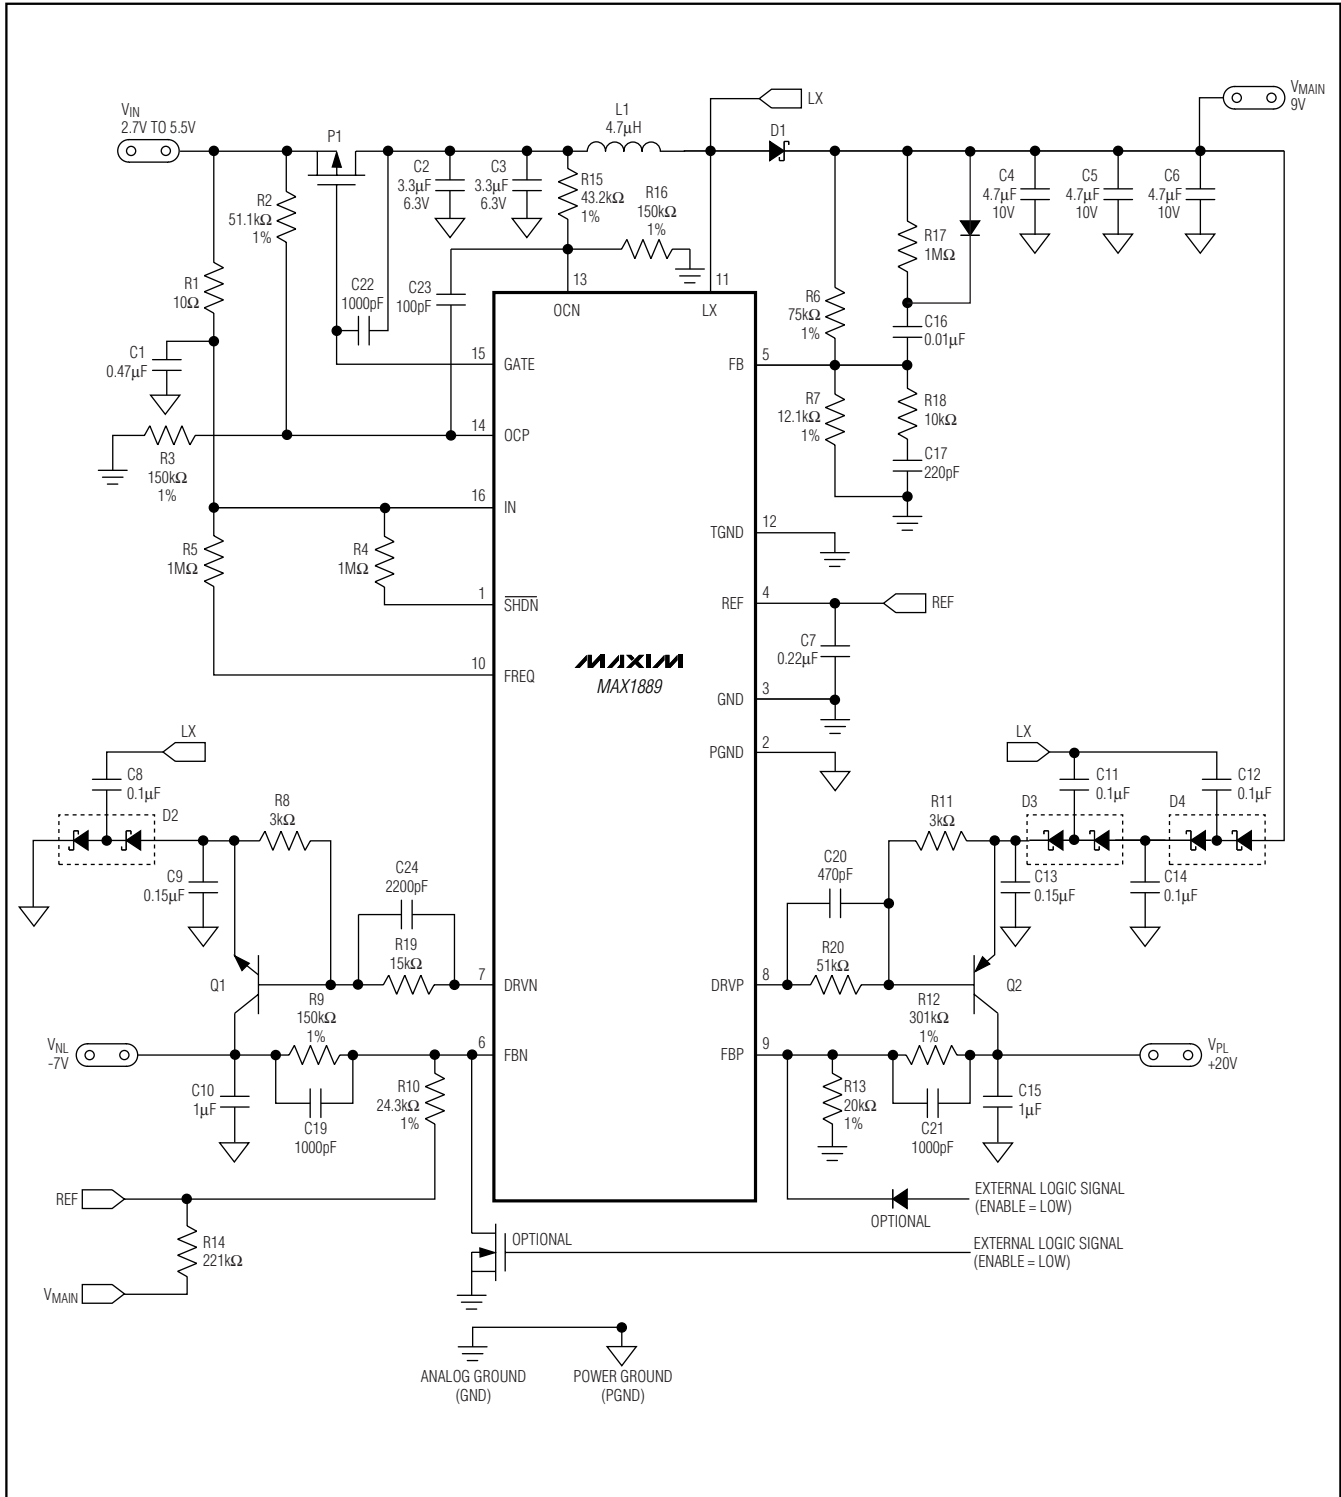 VIN
2.7V TO 5.5V
P1
L1
4.7µH
LX
D1
VMAIN
9V
C2
3.3µF
6.3V
C3
3.3µF
6.3V
R15
43.2kΩ
1%
R16
150kΩ
1%
C4
4.7µF
10V
C5
4.7µF
10V
C6
4.7µF
10V
R2
51.1kΩ
1%
R17
1MΩ
R1
10Ω
C22
1000pF
C23
100pF
13
OCN
11
LX
R6
75kΩ
1%
C16
0.01µF
C1
0.47µF
15
GATE
5
FB
R7
12.1kΩ
1%
R18
10kΩ
14
OCP
R3
150kΩ
1%
C17
220pF
16
IN
12
TGND
R5
1MΩ
R4
1MΩ
1
SHDN
4
REF
REF
C7
0.22µF
10
FREQ
MAXIM
MAX1889
3
GND
2
PGND
LX
C8
0.1µF
D2
R8
3kΩ
C9
0.15µF
C24
2200pF
R19
15kΩ
Q1
7
DRVN
LX
C11
0.1µF
C12
0.1µF
R11
3kΩ
D3
D4
C20
470pF
C13
0.15µF
C14
0.1µF
R20
51kΩ
8
DRVP
Q2
R9
150kΩ
1%
R12
301kΩ
1%
VNL
-7V
6
FBN
9
FBP
VPL
+20V
C10
1µF
C19
1000pF
R10
24.3kΩ
1%
R13
20kΩ
1%
C21
1000pF
C15
1µF
REF
EXTERNAL LOGIC SIGNAL
(ENABLE = LOW)
OPTIONAL
R14
221kΩ
OPTIONAL
EXTERNAL LOGIC SIGNAL
(ENABLE = LOW)
VMAIN
ANALOG GROUND
(GND)
POWER GROUND
(PGND)